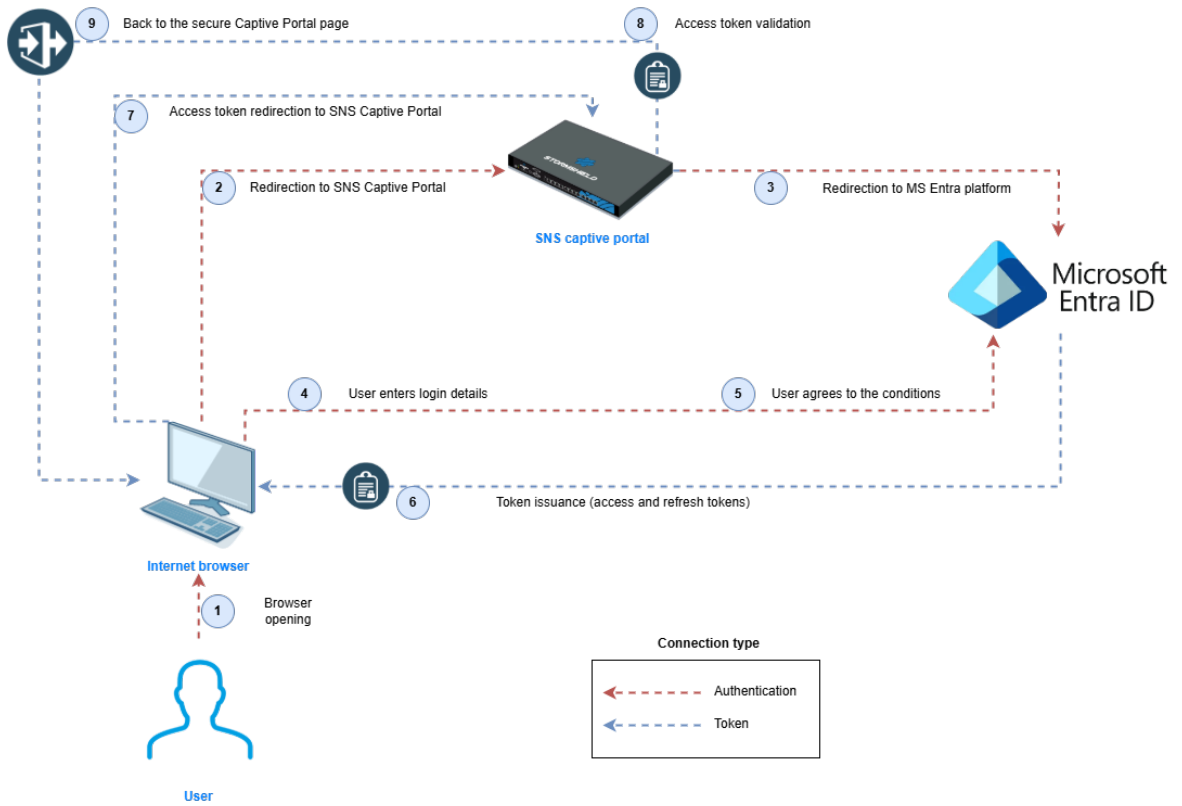 9 Back to the secure Captive Portal page
8 Access token validation
7 Access token redirection to SNS Captive Portal
STORMSHIELD
2 Redirection to SNS Captive Portal
3 Redirection to MS Entra platform
SNS captive portal
Microsoft
Entra ID
4 User enters login details
5 User agrees to the conditions
6 Token issuance (access and refresh tokens)
Internet browser
1 Browser
opening
Connection type
Authentication
Token
User